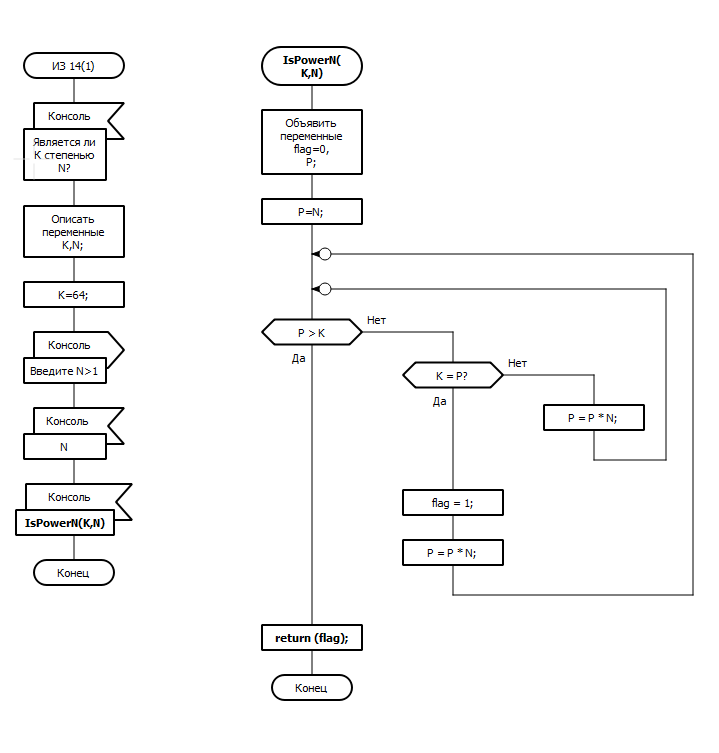 ИЗ 14(1)
Консоль
Является ли
К степенью
N?
Описать
переменные
K,N;
K=64;
Консоль
Введите N>1
Консоль
N
Консоль
IsPowerN(K,N)
Конец
IsPowerN(
K,N)
Объявить
переменные
flag=0,
P;
P=N;
P > K
Нет
Да
K = P?
Нет
Да
P = P * N;
flag = 1;
P = P * N;
return (flag);
Конец